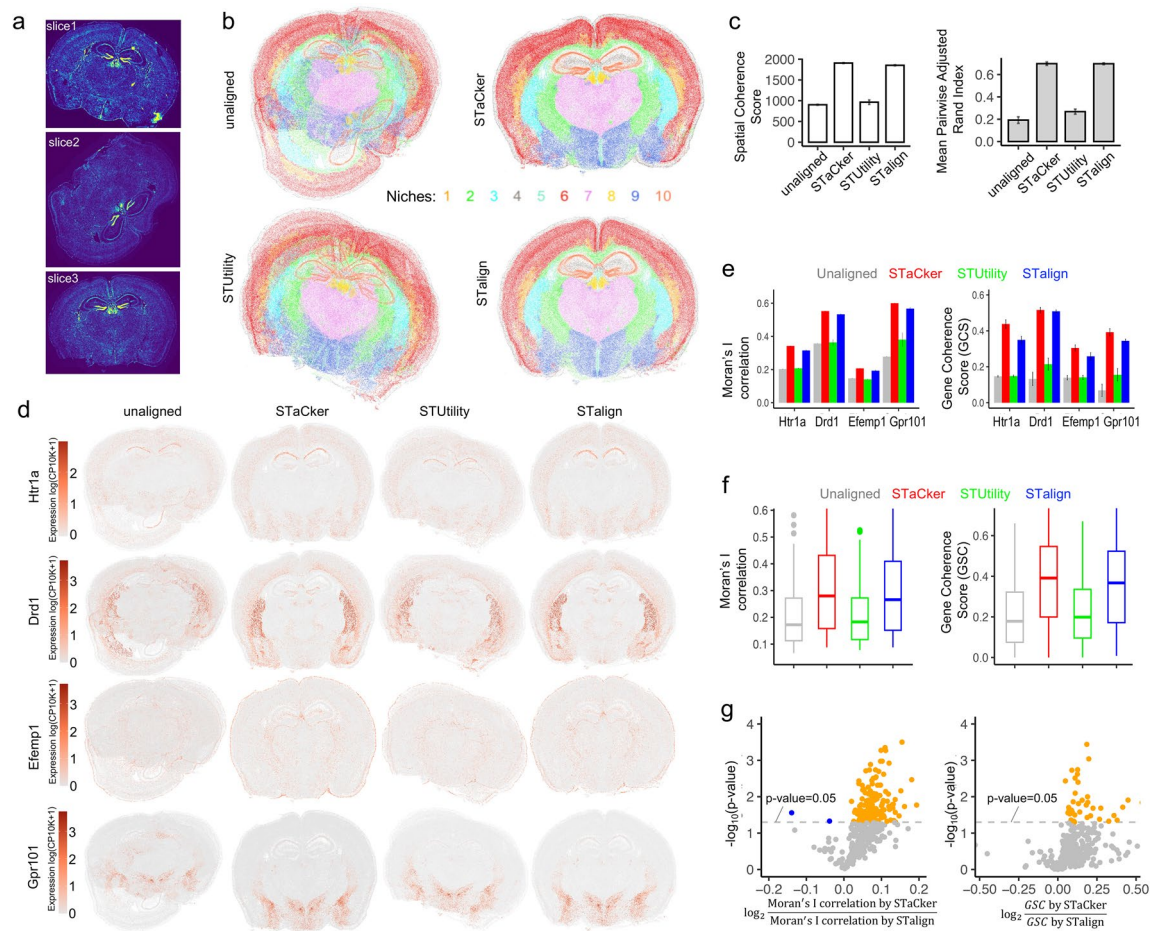 a
slice1
slice2
slice3
b
unaligned
STaCker
Niches: 1 2 3 4 5 6 7 8 9 10
STUtility
STalign
c
Spatial Coherence
Score
2000
1500
1000
500
0
unaligned
STaCker
STUtility
STalign
Mean Pairwise Adjusted
Rand Index
0.6
0.4
0.2
0
unaligned
STaCker
STUtility
STalign
d
unaligned STaCker STUtility STalign
Htr1a
Expression log(CP10K+1)
2
1
0
Drd1
Expression log(CP10K+1)
3
2
1
0
Efemp1
Expression log(CP10K+1)
3
2
1
0
Gpr101
Expression log(CP10K+1)
3
2
1
0
e
Unaligned STaCker STUtility STalign
Moran's I
correlation
0.6
0.4
0.2
0.0
Htr1a Drd1 Efemp1 Gpr101
Gene Coherence
Score (GCS)
0.6
0.4
0.2
0.0
Htr1a Drd1 Efemp1 Gpr101
f
Unaligned STaCker STUtility STalign
Moran's I
correlation
0.6
0.5
0.4
0.3
0.2
0.1
Gene Coherence
Score (GSC)
0.6
0.4
0.2
0.0
g
-log10(p-value)
4
3
2
1
0
p-value=0.05
−0.2 −0.1 0.0 0.1 0.2
log2 Moran's I correlation by STaCker
Moran's I correlation by STalign
-log10(p-value)
4
3
2
1
0
p-value=0.05
−0.50 −0.25 0.00 0.25 0.50
log2 GSC by STaCker
GSC by STalign